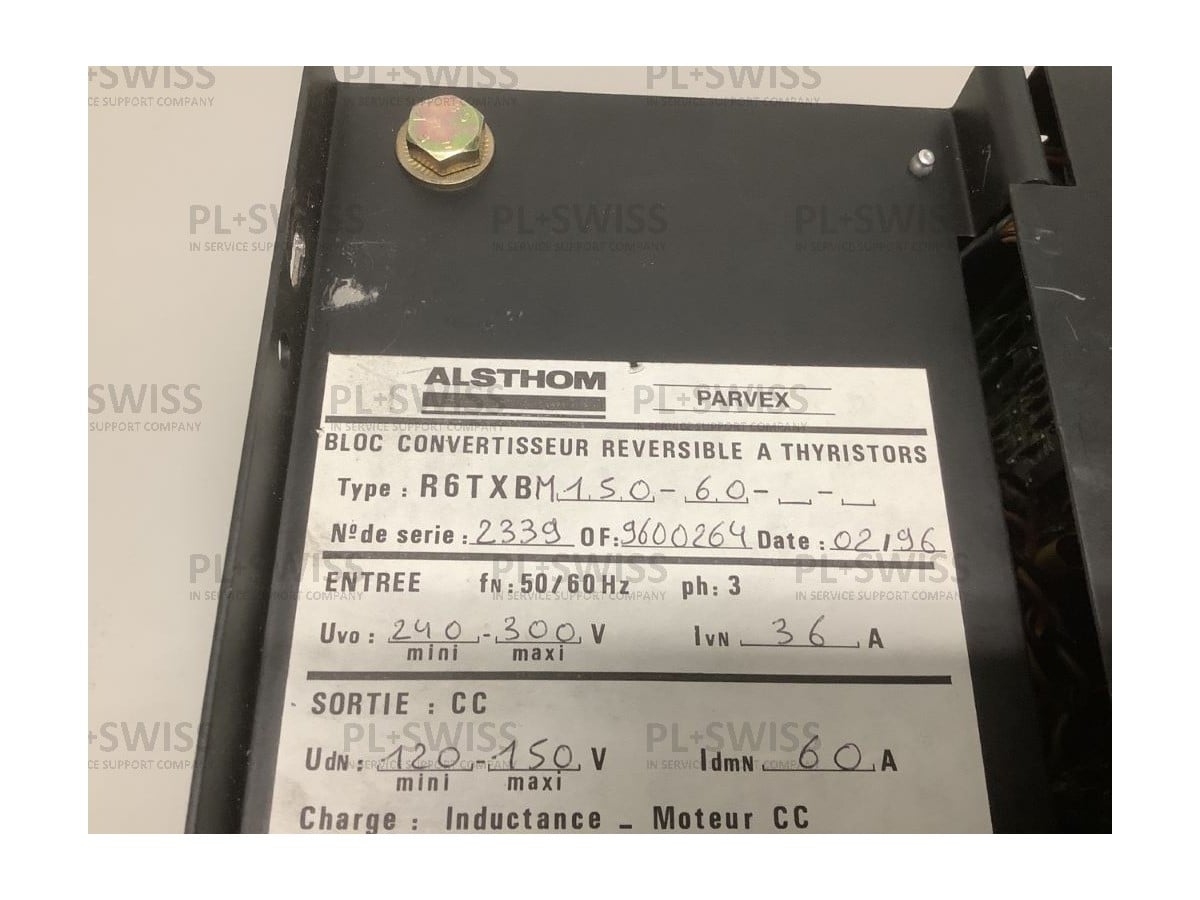 ALSTHOM PARVEX
BLOC CONVERTISSEUR REVERSIBLE A THYRISTORS
Type : R6TXBM 150 - 60 - _ - _
Nº de serie : 2339 OF: 9600264 Date : 02/96
ENTREE fN : 50/60 Hz ph : 3
Uvo : 240 - 300 V IvN 36 A
mini maxi
SORTIE : CC
UdN : 120 - 150 V IdmN 60 A
mini maxi
Charge : Inductance _ Moteur CC
PL+SWISS
IN SERVICE SUPPORT COMPANY